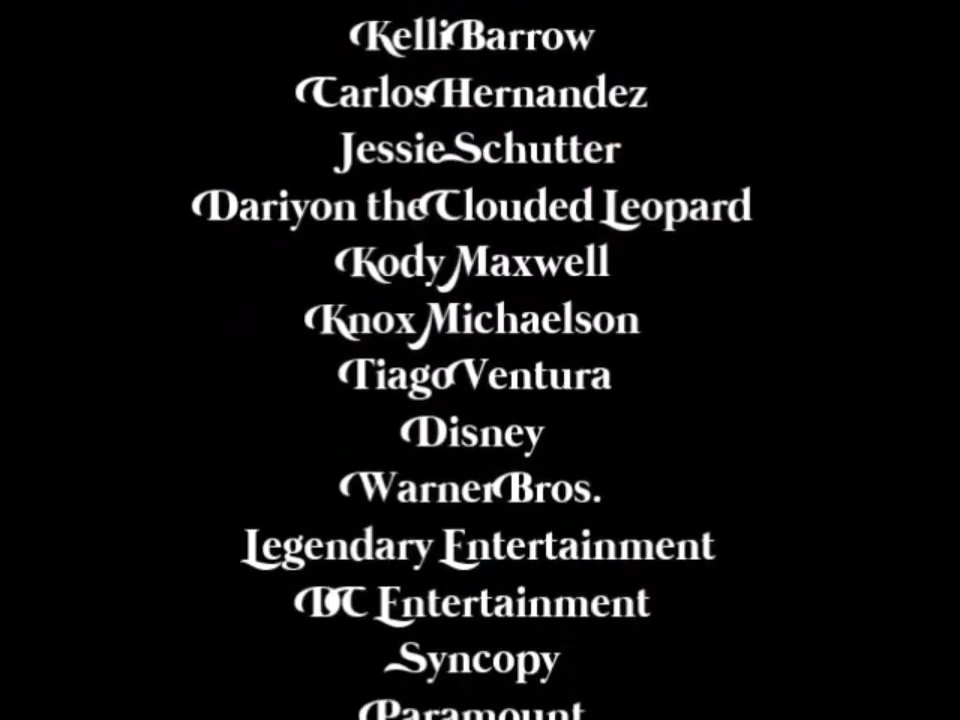 Kelli Barrow
Carlos Hernandez
Jessie Schutter
Dariyon the Clouded Leopard
Kody Maxwell
Knox Michaelson
Tiago Ventura
Disney
Warner Bros.
Legendary Entertainment
DC Entertainment
Syncopy
Paramount